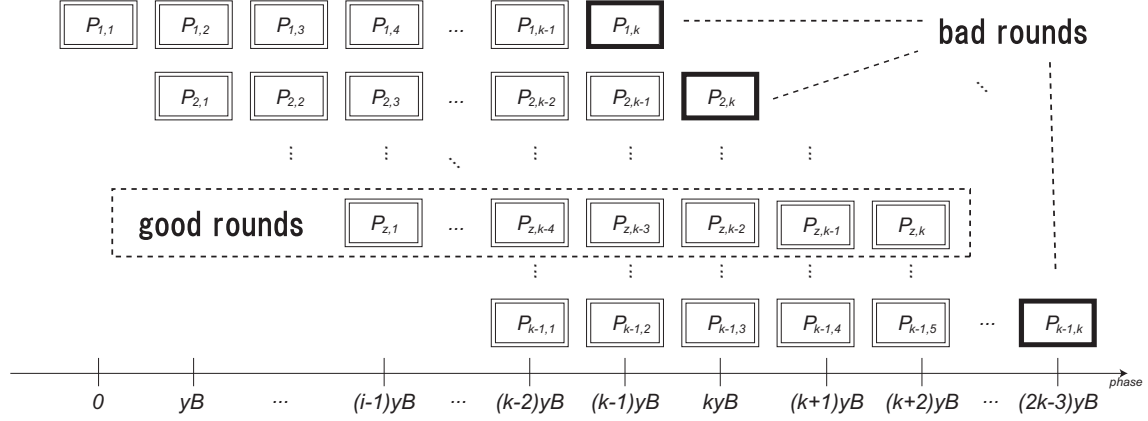 P1,1 P1,2 P1,3 P1,4 ... P1,k-1 P1,k
bad rounds
P2,1 P2,2 P2,3 ... P2,k-2 P2,k-1 P2,k
good rounds Pz,1 ... Pz,k-4 Pz,k-3 Pz,k-2 Pz,k-1 Pz,k
Pk-1,1 Pk-1,2 Pk-1,3 Pk-1,4 Pk-1,5 ... Pk-1,k
phase
0 yB ... (i-1)yB ... (k-2)yB (k-1)yB kyB (k+1)yB (k+2)yB ... (2k-3)yB